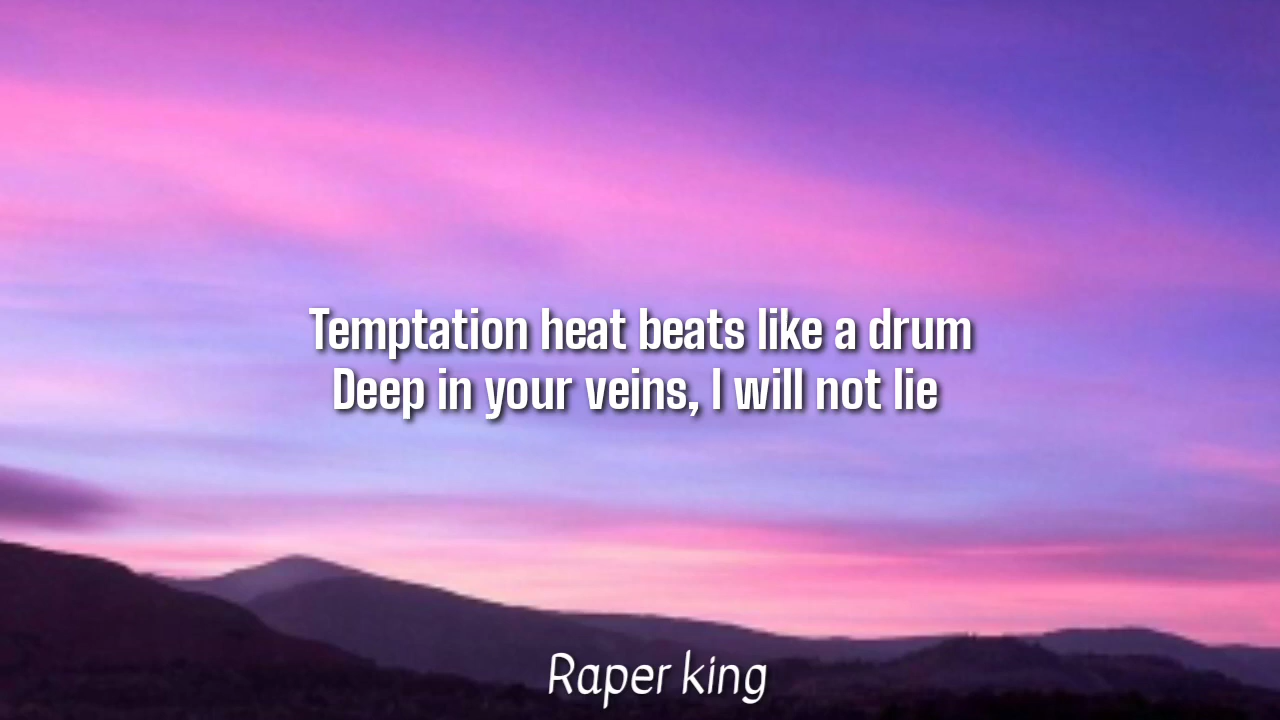 Temptation heat beats like a drum
Deep in your veins, I will not lie
Raper king